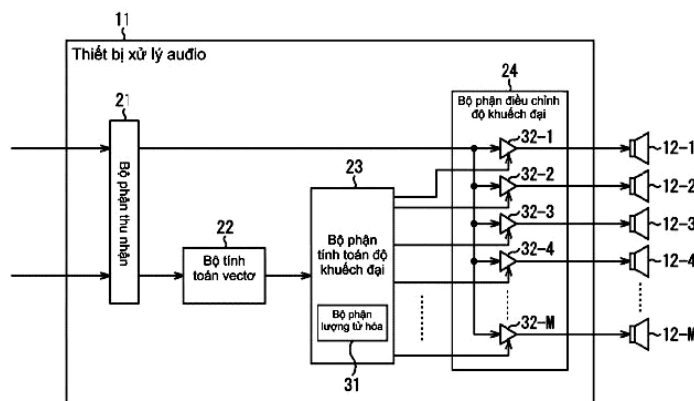 11
Thiết bị xử lý audio
21
Bộ phận thu nhận
22
Bộ tính
toán vectơ
23
Bộ phận
tính toán độ
khuếch đại
Bộ phận
lượng tử hóa
31
24
Bộ phận điều chỉnh
độ khuếch đại
32-1
32-2
32-3
32-4
32-M
12-1
12-2
12-3
12-4
12-M